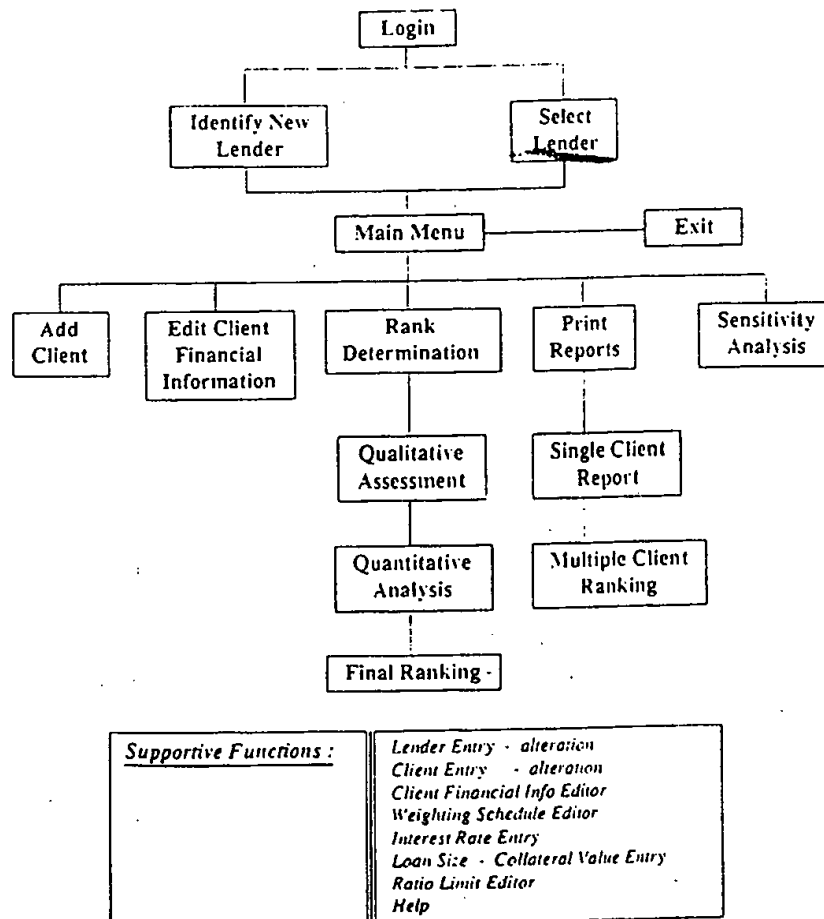 Login
Identify New
Lender
Select
Lender
Main Menu
Exit
Add
Client
Edit Client
Financial
Information
Rank
Determination
Print
Reports
Sensitivity
Analysis
Qualitative
Assessment
Single Client
Report
Quantitative
Analysis
Multiple Client
Ranking
Final Ranking -
Supportive Functions :
Lender Entry - alteration
Client Entry - alteration
Client Financial Info Editor
Weighting Schedule Editor
Interest Rate Entry
Loan Size - Collateral Value Entry
Ratio Limit Editor
Help